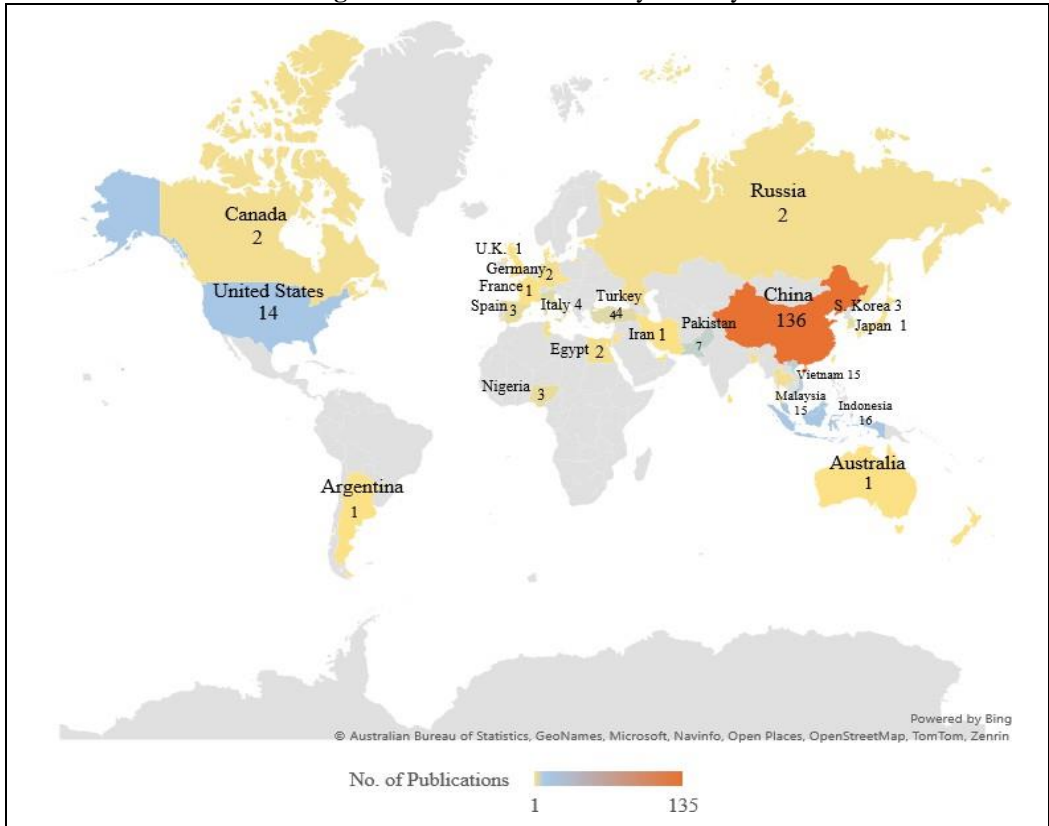 Canada
2
United States
14
Argentina
1
U.K. 1
Germany 2
France 1
Spain 3
Italy 4
Turkey
44
Egypt 2
Nigeria 3
Iran 1
Pakistan
7
Russia
2
China
136
S. Korea 3
Japan 1
Vietnam 15
Malaysia
15
Indonesia
16
Australia
1
Powered by Bing
© Australian Bureau of Statistics, GeoNames, Microsoft, Navinfo, Open Places, OpenStreetMap, TomTom, Zenrin
No. of Publications
1 135